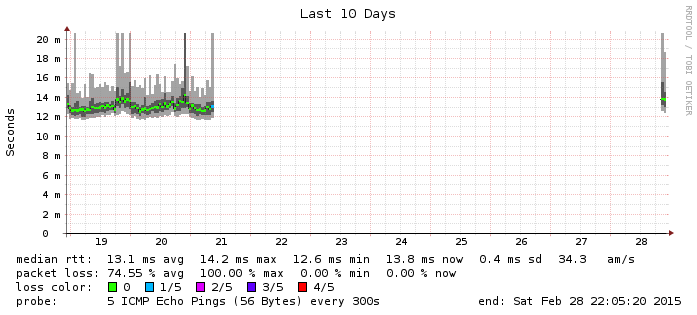 Last 10 Days
RRDTOOL / TOBI OETIKER
Seconds
20 m
18 m
16 m
14 m
12 m
10 m
8 m
6 m
4 m
2 m
0
19 20 21 22 23 24 25 26 27 28
median rtt: 13.1 ms avg 14.2 ms max 12.6 ms min 13.8 ms now 0.4 ms sd 34.3 am/s
packet loss: 74.55 % avg 100.00 % max 0.00 % min 0.00 % now
loss color: 0 1/5 2/5 3/5 4/5
probe: 5 ICMP Echo Pings (56 Bytes) every 300s end: Sat Feb 28 22:05:20 2015